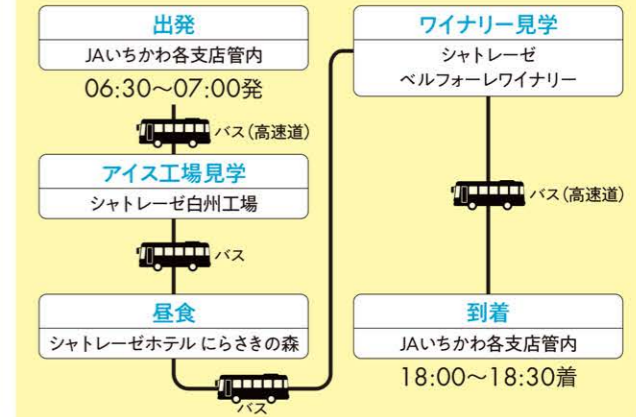 出発
JAいちかわ各支店管内
06:30～07:00発
バス(高速道)
アイス工場見学
シャトレーゼ白州工場
バス
昼食
シャトレーゼホテル にらさきの森
バス
ワイナリー見学
シャトレーゼ
ベルフォーレワイナリー
バス(高速道)
到着
JAいちかわ各支店管内
18:00～18:30着